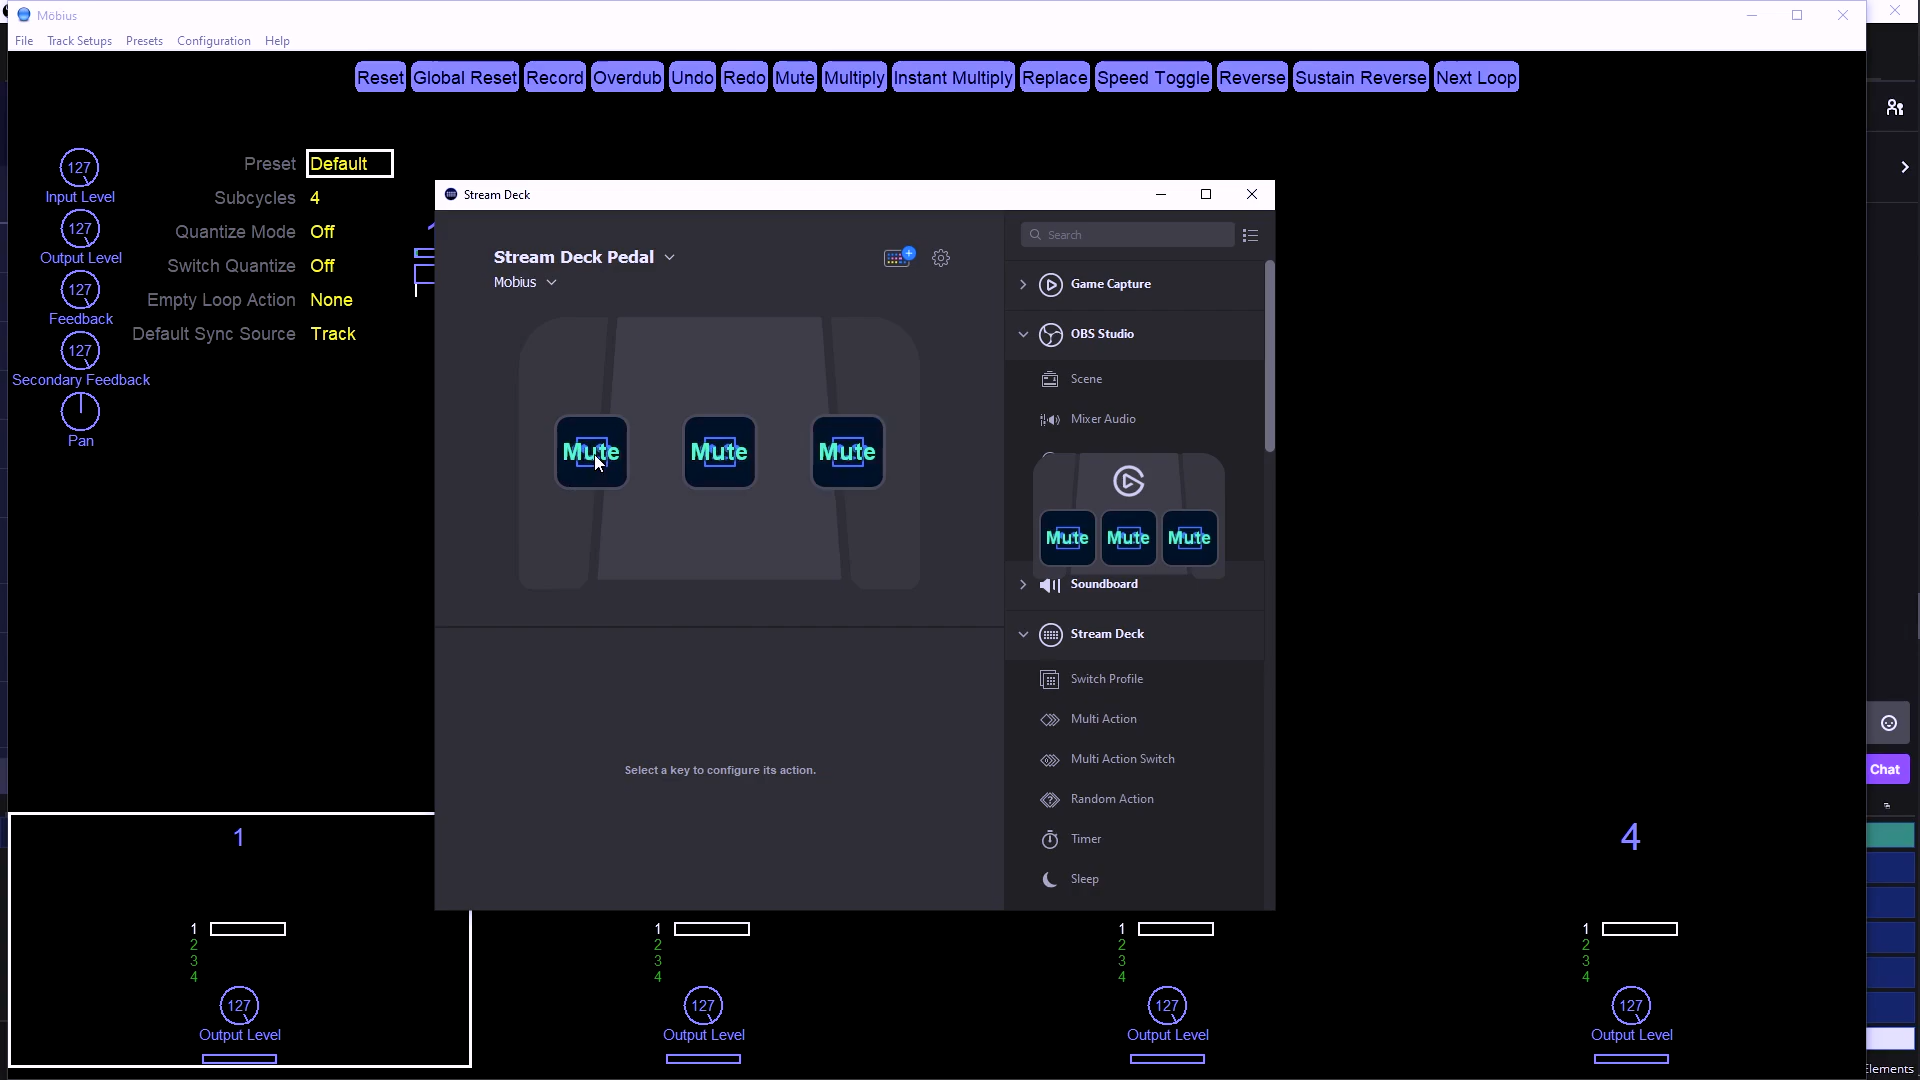 Möbius
File Track Setups Presets Configuration Help
Reset Global Reset Record Overdub Undo Redo Mute Multiply Instant Multiply Replace Speed Toggle Reverse Sustain Reverse Next Loop
127
Input Level
127
Output Level
127
Feedback
127
Secondary Feedback
Pan
Preset Default
Subcycles 4
Quantize Mode Off
Switch Quantize Off
Empty Loop Action None
Default Sync Source Track
Stream Deck
Stream Deck Pedal
Mobius
Mute Mute Mute
Select a key to configure its action.
Search
Game Capture
OBS Studio
Scene
Mixer Audio
Mute Mute Mute
Soundboard
Stream Deck
Switch Profile
Multi Action
Multi Action Switch
Random Action
Timer
Sleep
Chat
1
4
1 1 1 1
2 2 2 2
3 3 3 3
4 4 4 4
127 127 127 127
Output Level Output Level Output Level Output Level
Elements